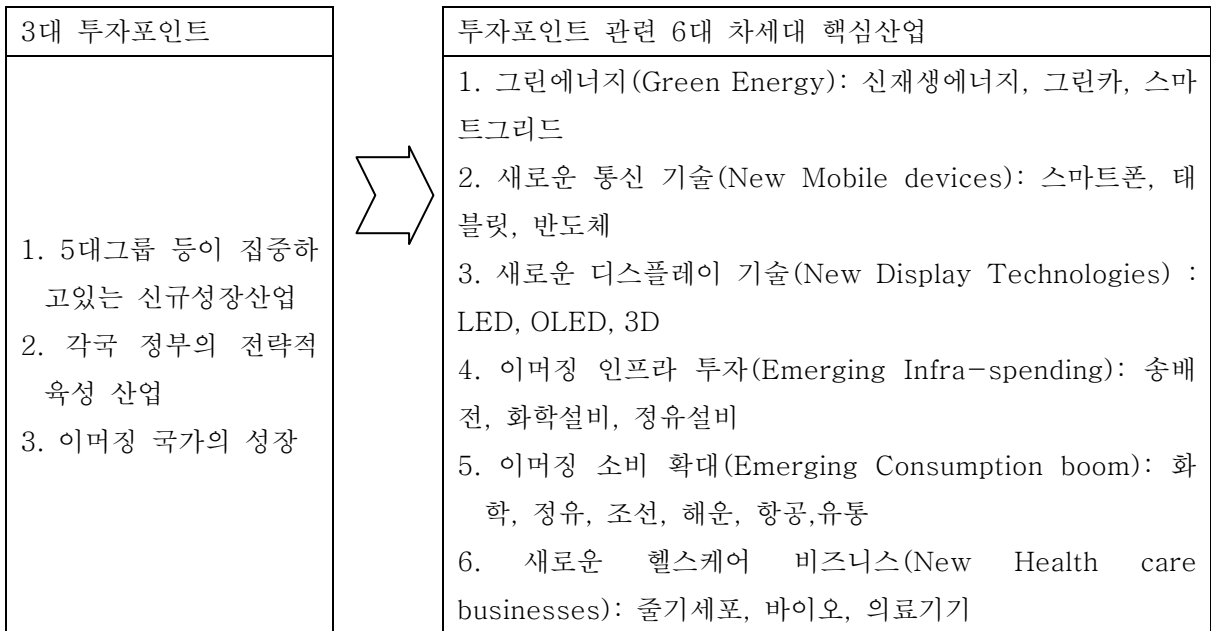 3대 투자포인트
1. 5대그룹 등이 집중하
고있는 신규성장산업
2. 각국 정부의 전략적
육성 산업
3. 이머징 국가의 성장
투자포인트 관련 6대 차세대 핵심산업
1. 그린에너지(Green Energy): 신재생에너지, 그린카, 스마
트그리드
2. 새로운 통신 기술(New Mobile devices): 스마트폰, 태
블릿, 반도체
3. 새로운 디스플레이 기술(New Display Technologies) :
LED, OLED, 3D
4. 이머징 인프라 투자(Emerging Infra-spending): 송배
전, 화학설비, 정유설비
5. 이머징 소비 확대(Emerging Consumption boom): 화
학, 정유, 조선, 해운, 항공,유통
6. 새로운 헬스케어 비즈니스(New Health care
businesses): 줄기세포, 바이오, 의료기기